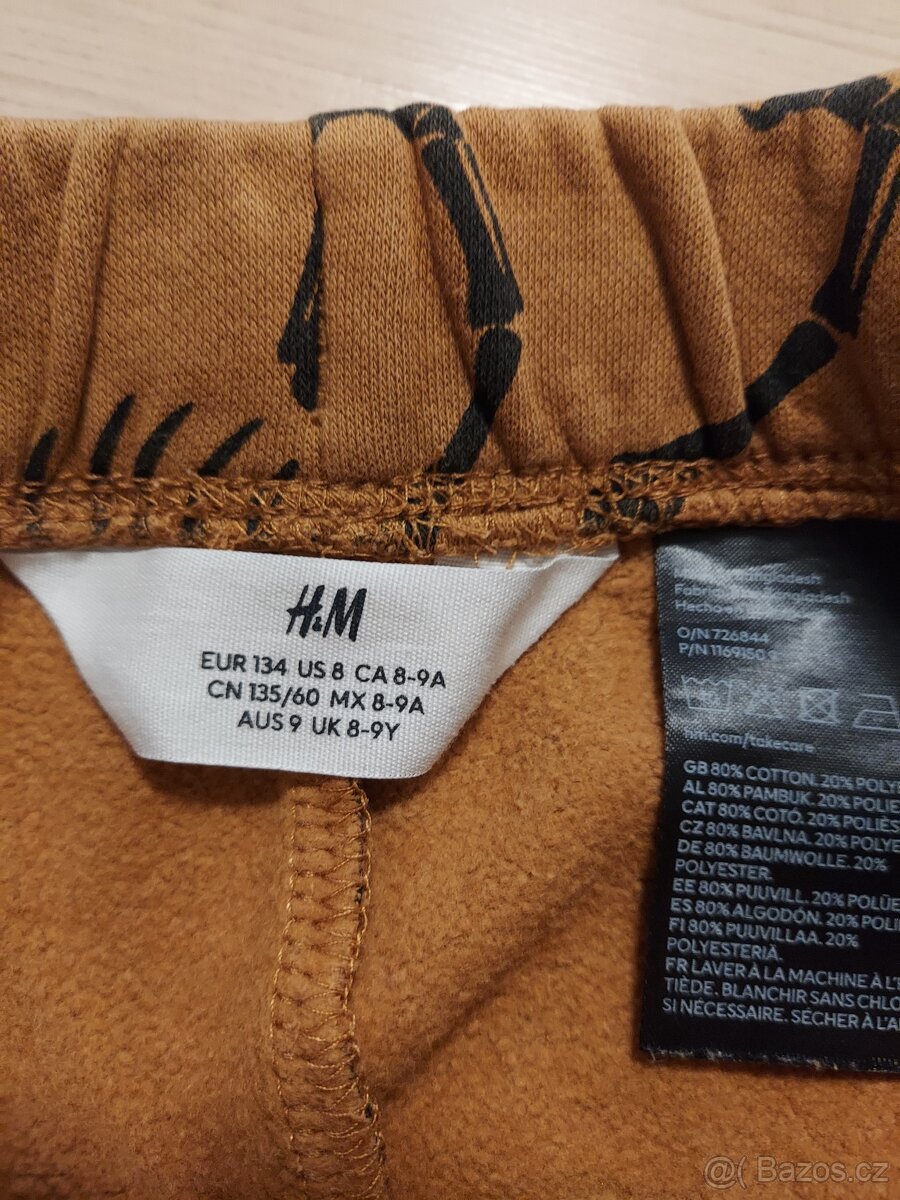 H&M
EUR 134 US 8 CA 8-9A
CN 135/60 MX 8-9A
AUS 9 UK 8-9Y
Hecho
O/N 726844
P/N 1169150
hm.com/takecare
GB 80% COTTON. 20% POLYE
AL 80% PAMBUK. 20% POLIE
CAT 80% COTÓ. 20% POLIÈS
CZ 80% BAVLNA. 20% POLYE
DE 80% BAUMWOLLE. 20%
POLYESTER.
EE 80% PUUVILL. 20% POLÜE
ES 80% ALGODÓN. 20% POLI
FI 80% PUUVILLAA. 20%
POLYESTERIÄ.
FR LAVER À LA MACHINE À L'E
TIÈDE. BLANCHIR SANS CHLO
SI NÉCESSAIRE. SÉCHER À L'A
Bazos.cz